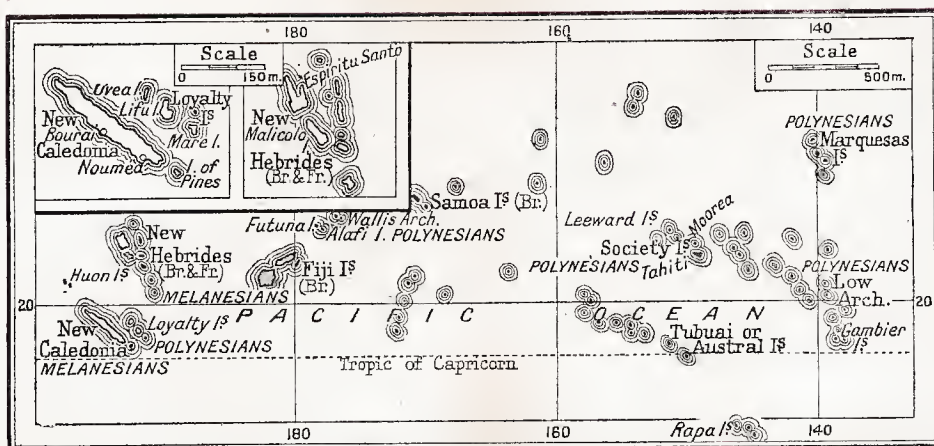 180
160
140
Scale
0 150m.
Uvea I.
Lifu I.
Loyalty
Is
New
Bourai
Caledonia
Mare I.
Noumea
I. of
Pines
Espiritu Santo
New
Malicolo
I.
Hebrides
(Br. & Fr.)
Scale
0 500m.
POLYNESIANS
Marquesas
Is
Samoa Is (Br.)
Futuna I.
Wallis Arch.
Alafi I. POLYNESIANS
Leeward Is
Moorea
Society Is
POLYNESIANS
Tahiti
New
Hebrides
(Br. & Fr.)
Huon Is
MELANESIANS
Fiji Is
(Br.)
POLYNESIANS
Low
Arch.
20
20
PACIFIC OCEAN
New
Caledonia
MELANESIANS
Loyalty Is
POLYNESIANS
Tubuai or
Austral Is
Gambier
Is
Tropic of Capricorn
Rapa Is
180
160
140